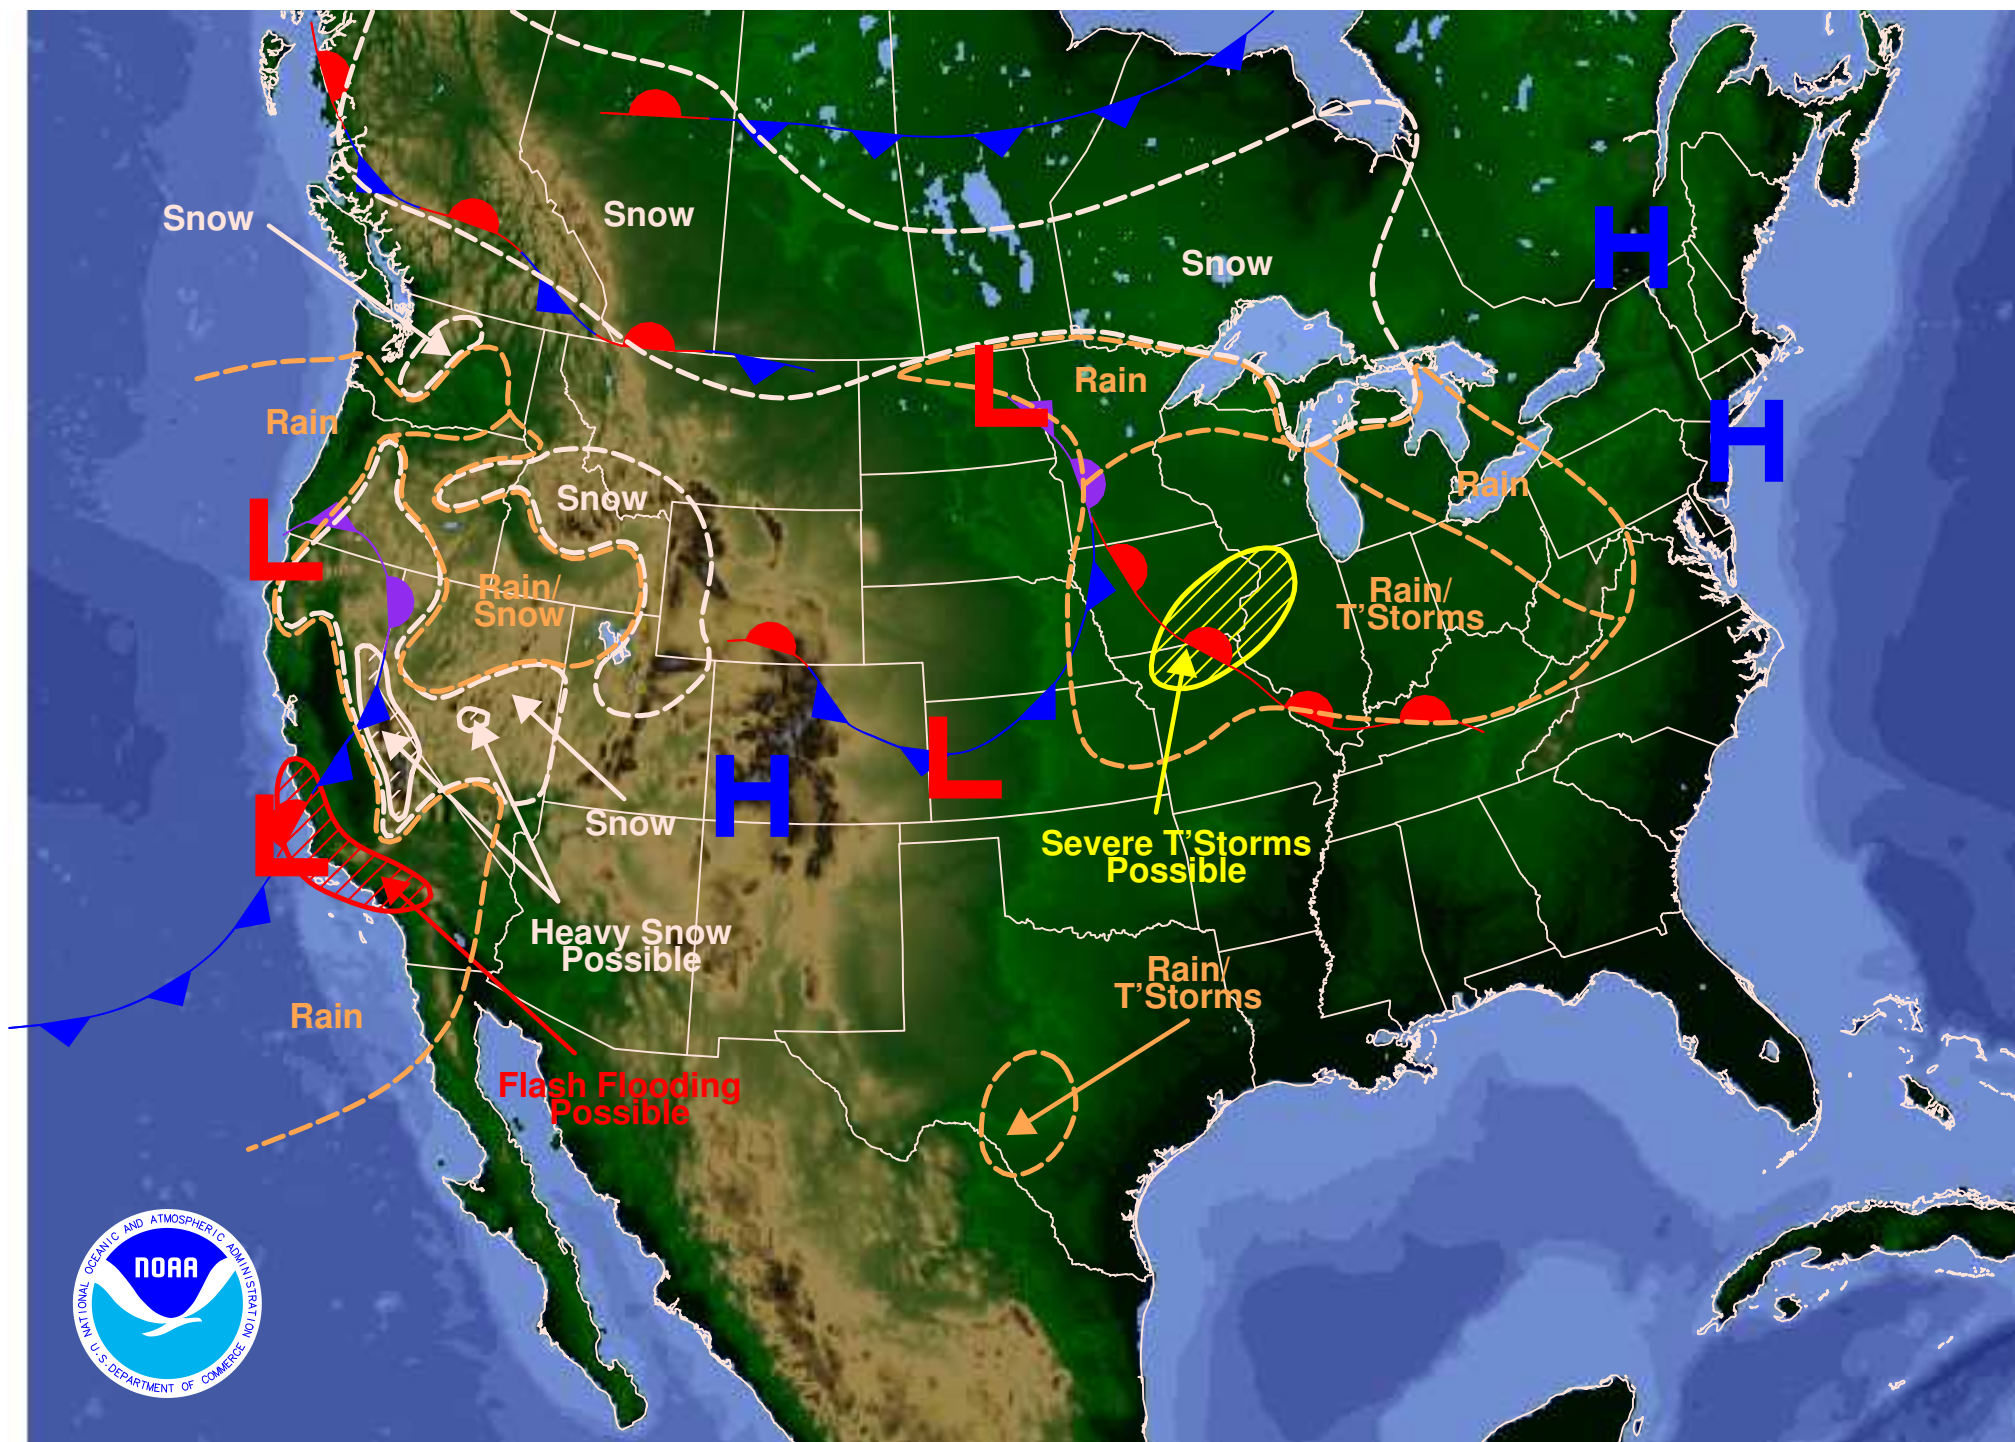 Snow
Snow
H
Snow
L
Rain
Rain
H
Rain
Snow
Rain
L
Rain/
Snow
Rain/
T'Storms
L
H
L
Snow
Severe T'Storms
Possible
Heavy Snow
Possible
Rain/
T'Storms
Rain
Flash Flooding
Possible
NATIONAL OCEANIC AND ATMOSPHERIC ADMINISTRATION
NOAA
U.S. DEPARTMENT OF COMMERCE